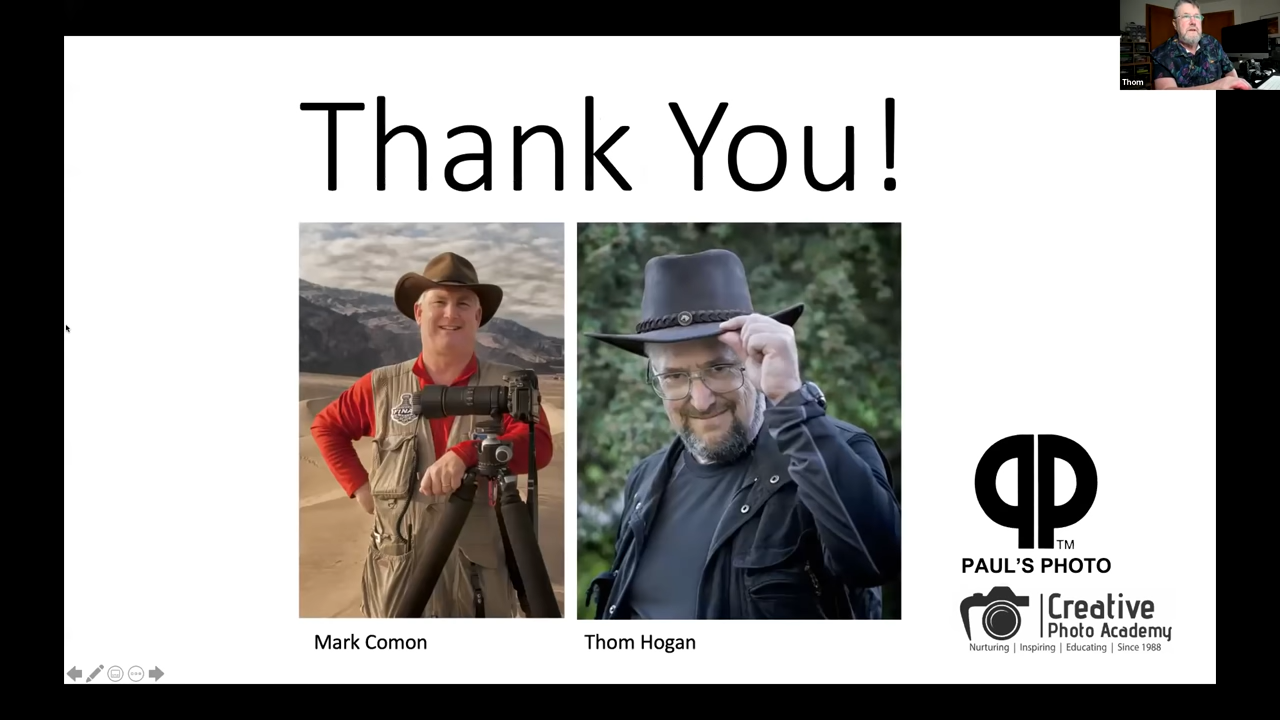 Thom
Thank You!
Mark Comon
Thom Hogan
TM
PAUL'S PHOTO
Creative
Photo Academy
Nurturing | Inspiring | Educating | Since 1988